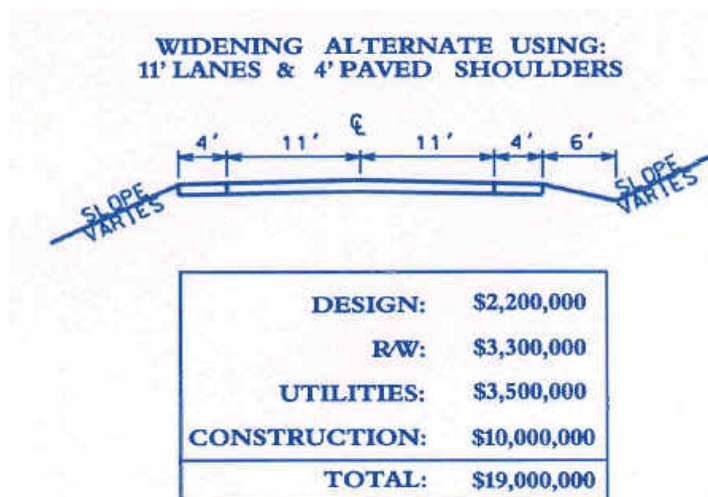 WIDENING ALTERNATE USING:
11' LANES & 4' PAVED SHOULDERS
℄
4' 11' 11' 4' 6'
SLOPE
VARIES
SLOPE
VARIES
DESIGN: $2,200,000
R/W: $3,300,000
UTILITIES: $3,500,000
CONSTRUCTION: $10,000,000
TOTAL: $19,000,000